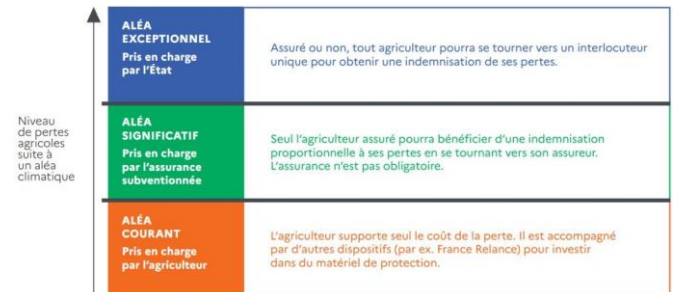 ALÉA
EXCEPTIONNEL
Pris en charge
par l'État
Assuré ou non, tout agriculteur pourra se tourner vers un interlocuteur
unique pour obtenir une indemnisation de ses pertes.
Niveau
de pertes
agricoles
suite à
un aléa
climatique
ALÉA
SIGNIFICATIF
Pris en charge
par l'assurance
subventionnée
Seul l'agriculteur assuré pourra bénéficier d'une indemnisation
proportionnelle à ses pertes en se tournant vers son assureur.
L'assurance n'est pas obligatoire.
ALÉA
COURANT
Pris en charge
par l'agriculteur
L'agriculteur supporte seul le coût de la perte. Il est accompagné
par d'autres dispositifs (par ex. France Relance) pour investir
dans du matériel de protection.